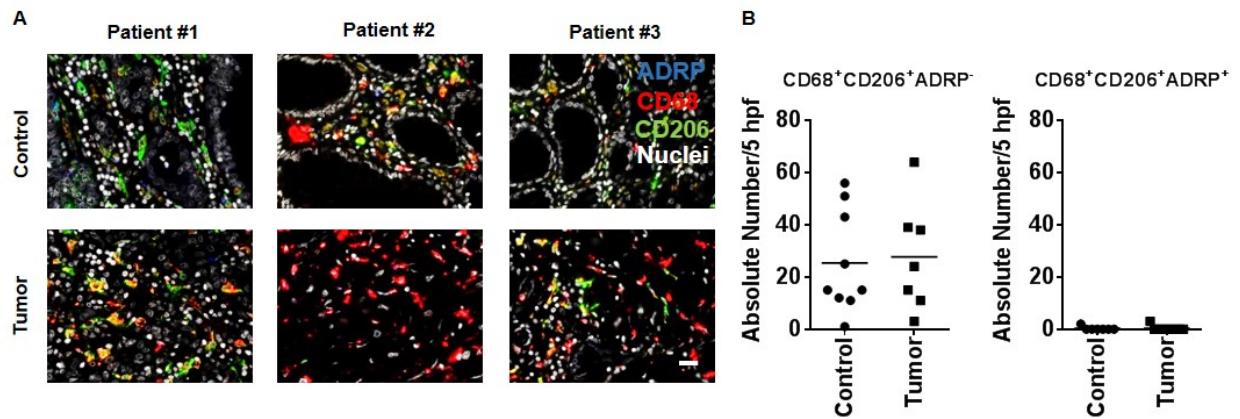 A
Patient #1
Patient #2
Patient #3
Control
Tumor
ADRP
CD68
CD206
Nuclei
B
CD68⁺CD206⁺ADRP⁻
Absolute Number/5 hpf
80
60
40
20
0
Control
Tumor
CD68⁺CD206⁺ADRP⁺
Absolute Number/5 hpf
80
60
40
20
0
Control
Tumor